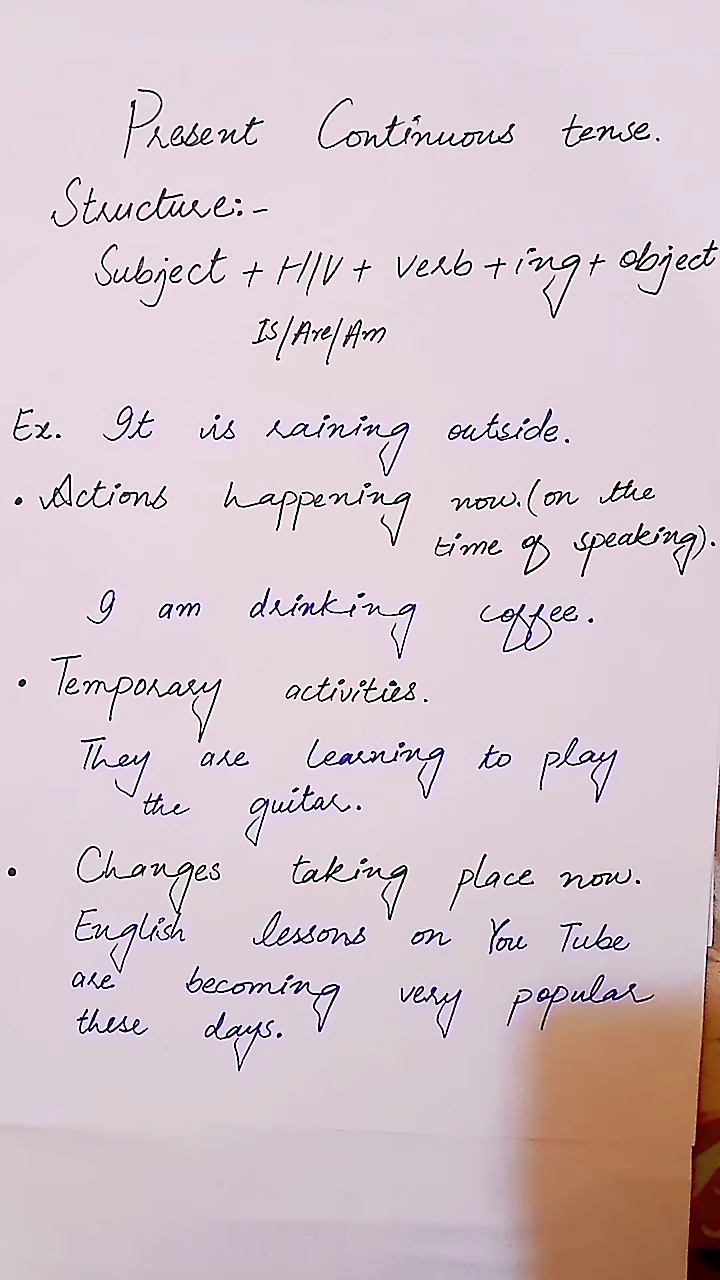 Present Continuous tense.
Structure:-
Subject + H/V + verb + ing + object
Is/Are/Am
Ex. It is raining outside.
• Actions happening now. (on the
time of speaking).
I am drinking coffee.
• Temporary activities.
They are learning to play
the guitar.
• Changes taking place now.
English lessons on You Tube
are becoming very popular
these days.